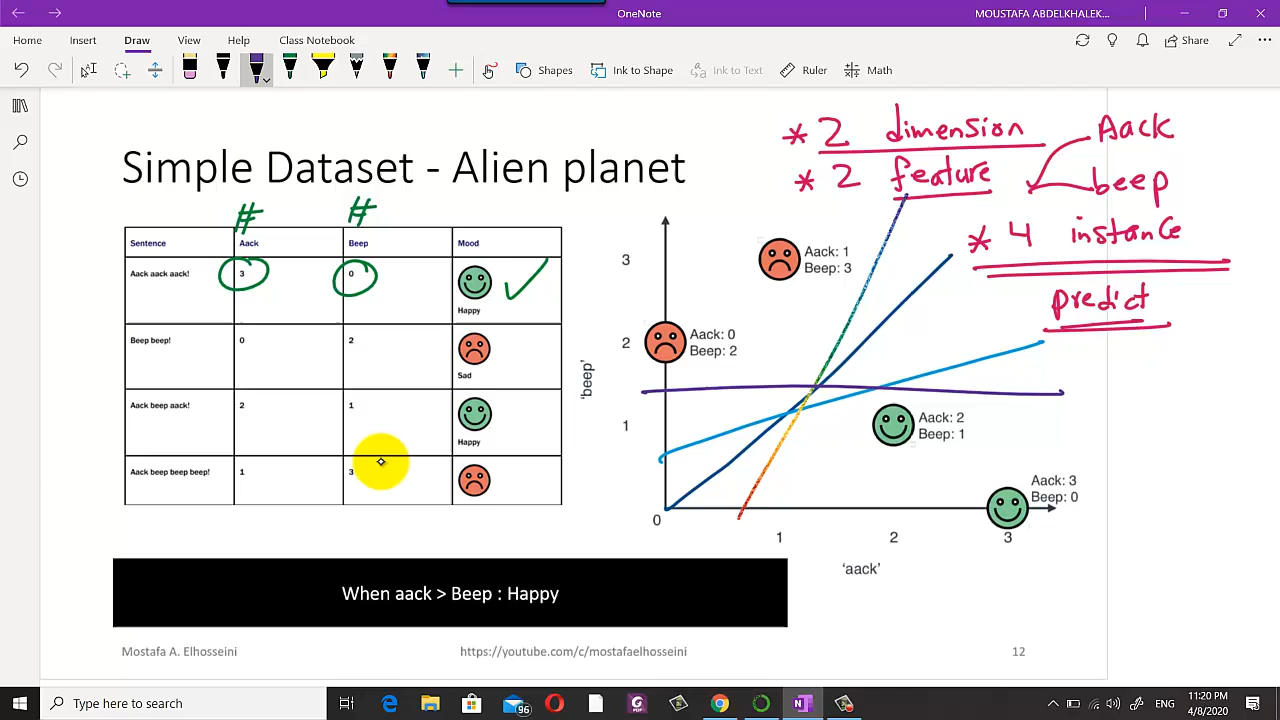 OneNote
MOUSTAFA ABDELKHALEK...
Home Insert Draw View Help Class Notebook
Share
Shapes Ink to Shape Ink to Text Ruler Math
* 2 dimension
* 2 feature
Aack
beep
* 4 instance
predict
Simple Dataset - Alien planet
# #
Sentence Aack Beep Mood
Aack aack aack! 3 0
Happy
Beep beep! 0 2
Sad
Aack beep aack! 2 1
Happy
Aack beep beep beep! 1 3
'beep'
3
2
1
0
1 2 3
'aack'
Aack: 1
Beep: 3
Aack: 0
Beep: 2
Aack: 2
Beep: 1
Aack: 3
Beep: 0
When aack > Beep : Happy
Mostafa A. Elhosseini https://youtube.com/c/mostafaelhosseini 12
Type here to search
96
ENG
11:20 PM
4/8/2020